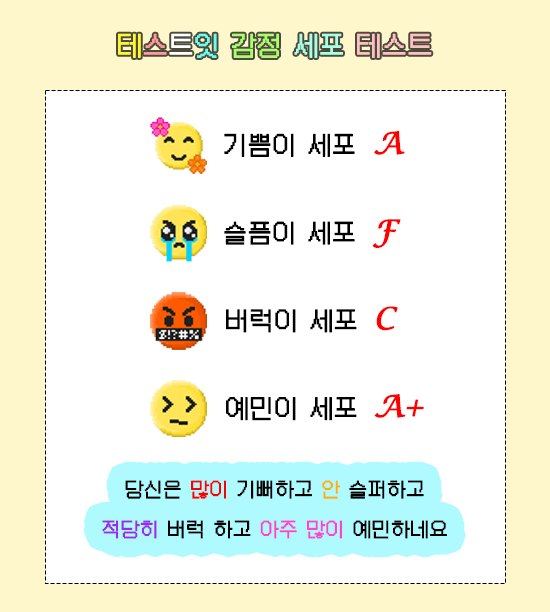 테스트잇 감정 세포 테스트
기쁨이 세포 A
슬픔이 세포 F
버럭이 세포 C
&!?#%
예민이 세포 A+
당신은 많이 기뻐하고 안 슬퍼하고
적당히 버럭 하고 아주 많이 예민하네요